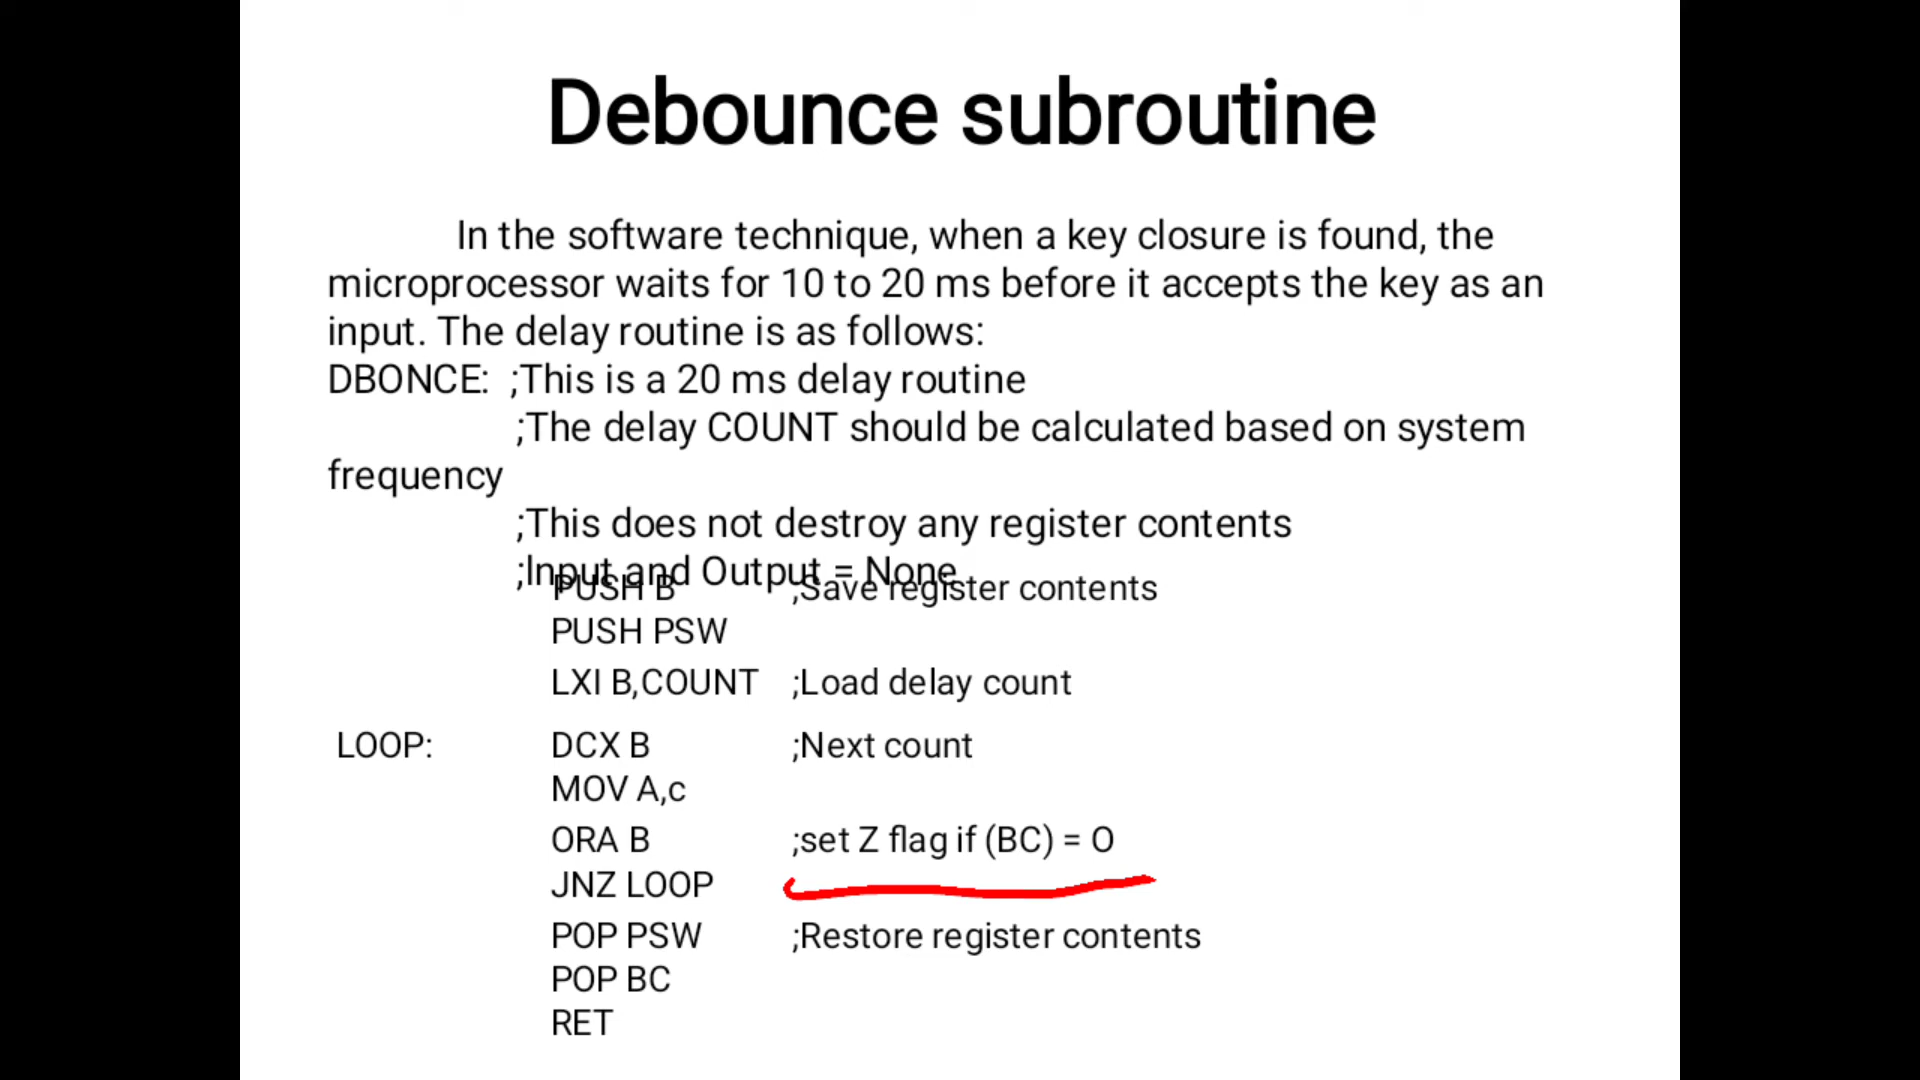 Debounce subroutine
In the software technique, when a key closure is found, the
microprocessor waits for 10 to 20 ms before it accepts the key as an
input. The delay routine is as follows:
DBONCE: ;This is a 20 ms delay routine
;The delay COUNT should be calculated based on system
frequency
;This does not destroy any register contents
;Input and Output = None
PUSH B ;Save register contents
PUSH PSW
LXI B,COUNT ;Load delay count
LOOP: DCX B ;Next count
MOV A,c
ORA B ;set Z flag if (BC) = O
JNZ LOOP
POP PSW ;Restore register contents
POP BC
RET